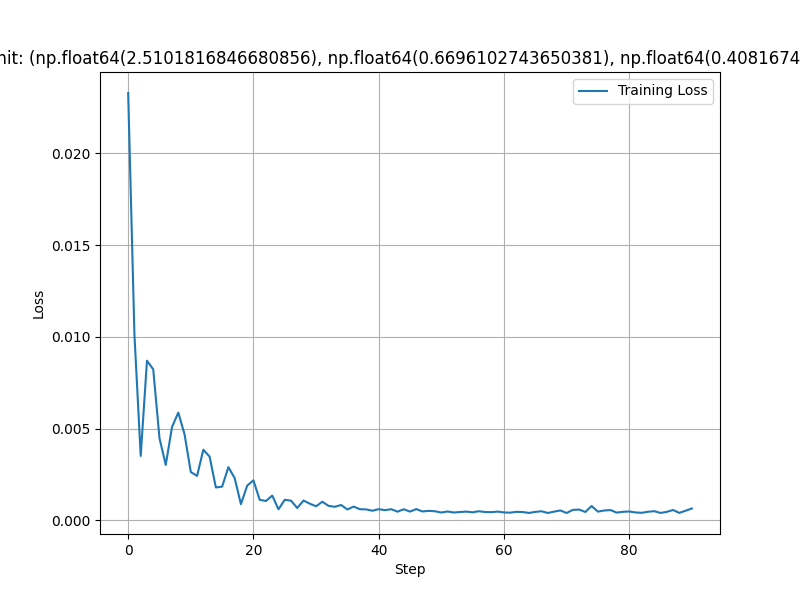 nit: (np.float64(2.5101816846680856), np.float64(0.6696102743650381), np.float64(0.4081674
Training Loss
0.020
0.015
0.010
0.005
0.000
Loss
0 20 40 60 80
Step